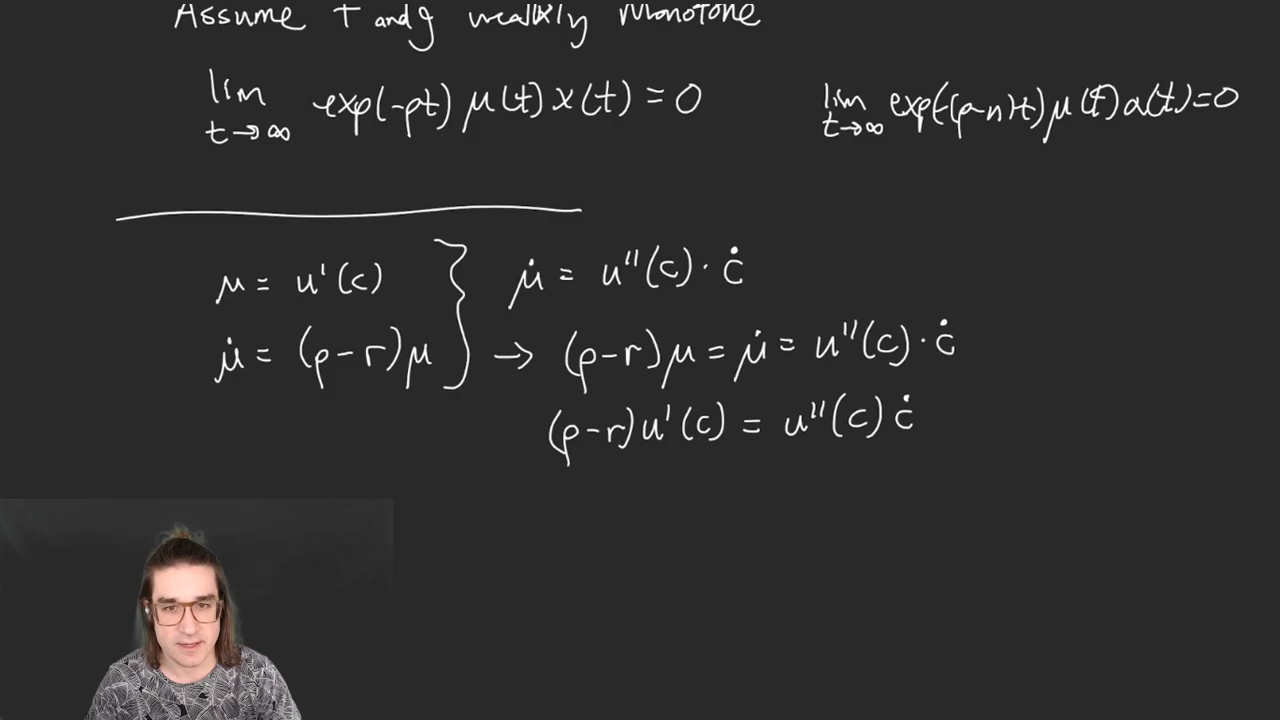 Assume f and g weakly monotone
lim t→∞ exp(-ρt) μ(t) x(t) = 0
lim t→∞ exp(-(ρ-n)t) μ(t) a(t) = 0
μ = u'(c)
μ̇ = (ρ-r)μ
μ̇ = u''(c)·ċ
→ (ρ-r)μ = μ̇ = u''(c)·ċ
(ρ-r)u'(c) = u''(c)ċ